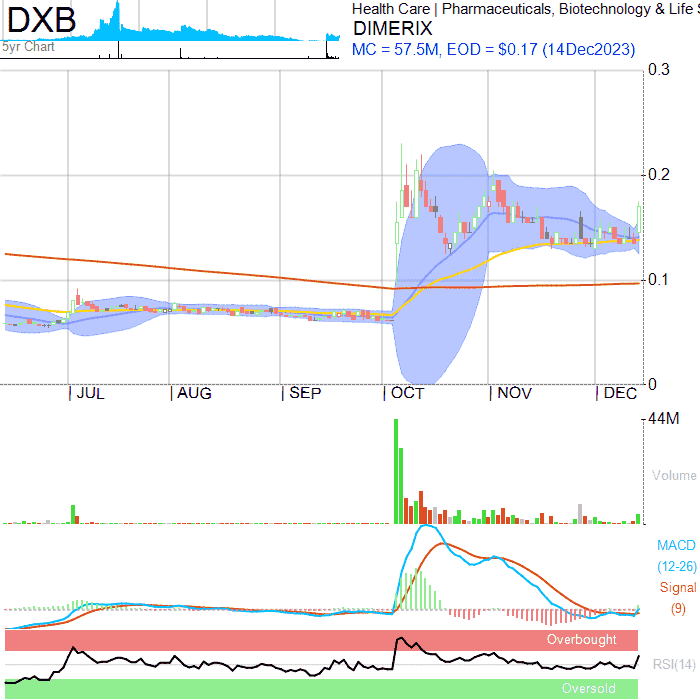 DXB
5yr Chart
Health Care | Pharmaceuticals, Biotechnology & Life S
DIMERIX
MC = 57.5M, EOD = $0.17 (14Dec2023)
0.3
0.2
0.1
0
JUL AUG SEP OCT NOV DEC
44M
Volume
MACD
(12-26)
Signal
(9)
Overbought
RSI(14)
Oversold